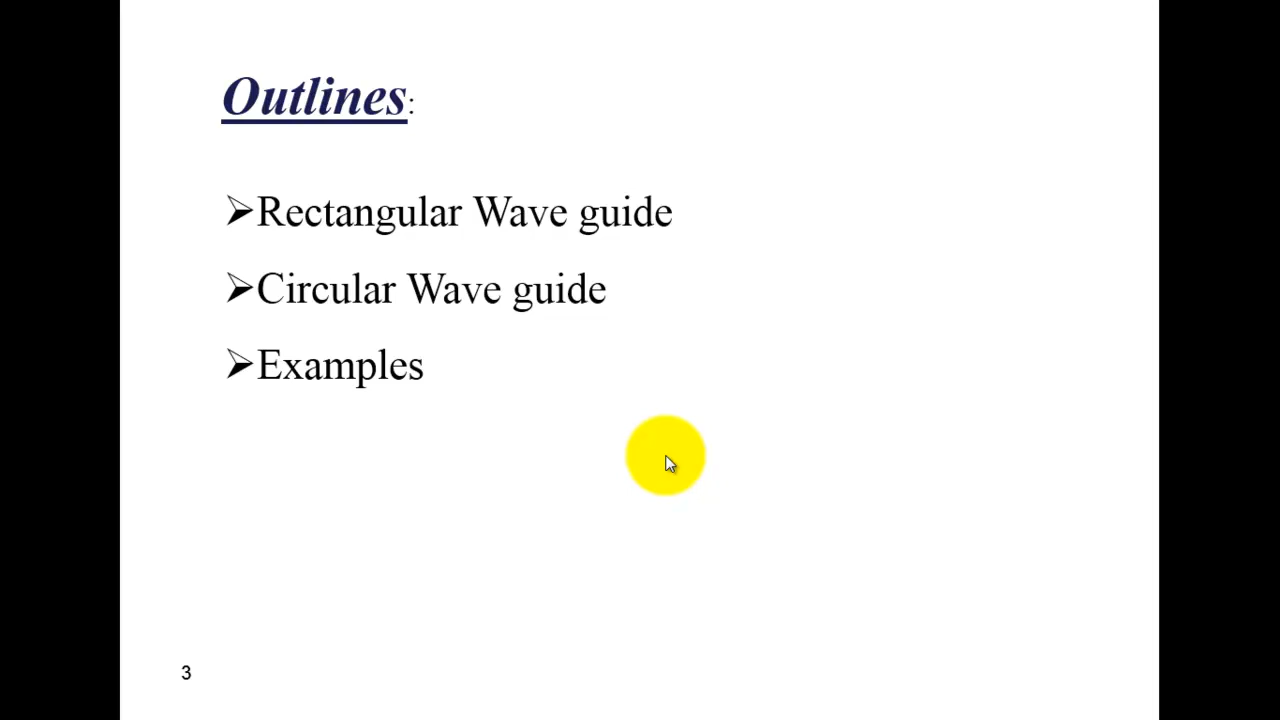 Outlines:
➢Rectangular Wave guide
➢Circular Wave guide
➢Examples
3